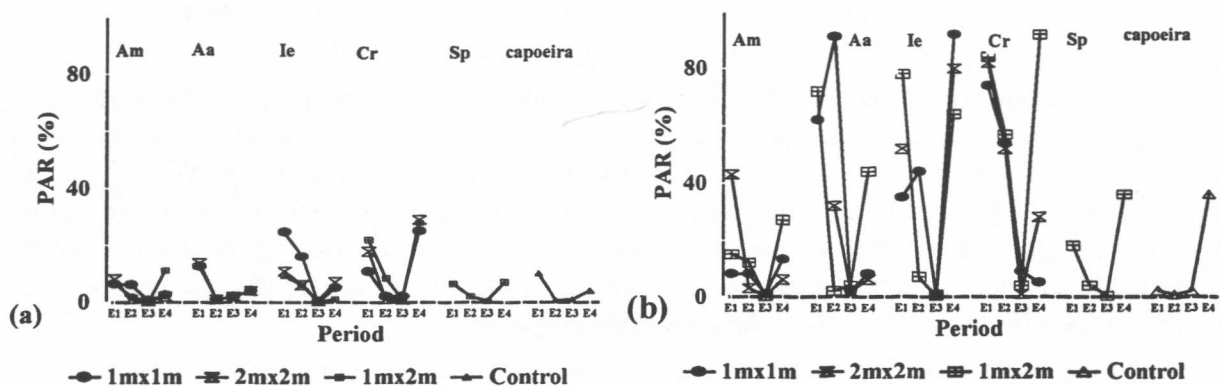 PAR (%)
80
40
0
Am Aa Ie Cr Sp capoeira
E1 E2 E3 E4 E1 E2 E3 E4 E1 E2 E3 E4 E1 E2 E3 E4 E1 E2 E3 E4 E1 E2 E3 E4
(a)
Period
1mx1m 2mx2m 1mx2m Control
PAR (%)
80
40
0
Am Aa Ie Cr Sp capoeira
E1 E2 E3 E4 E1 E2 E3 E4 E1 E2 E3 E4 E1 E2 E3 E4 E1 E2 E3 E4 E1 E2 E3 E4
(b)
Period
1mx1m 2mx2m 1mx2m Control